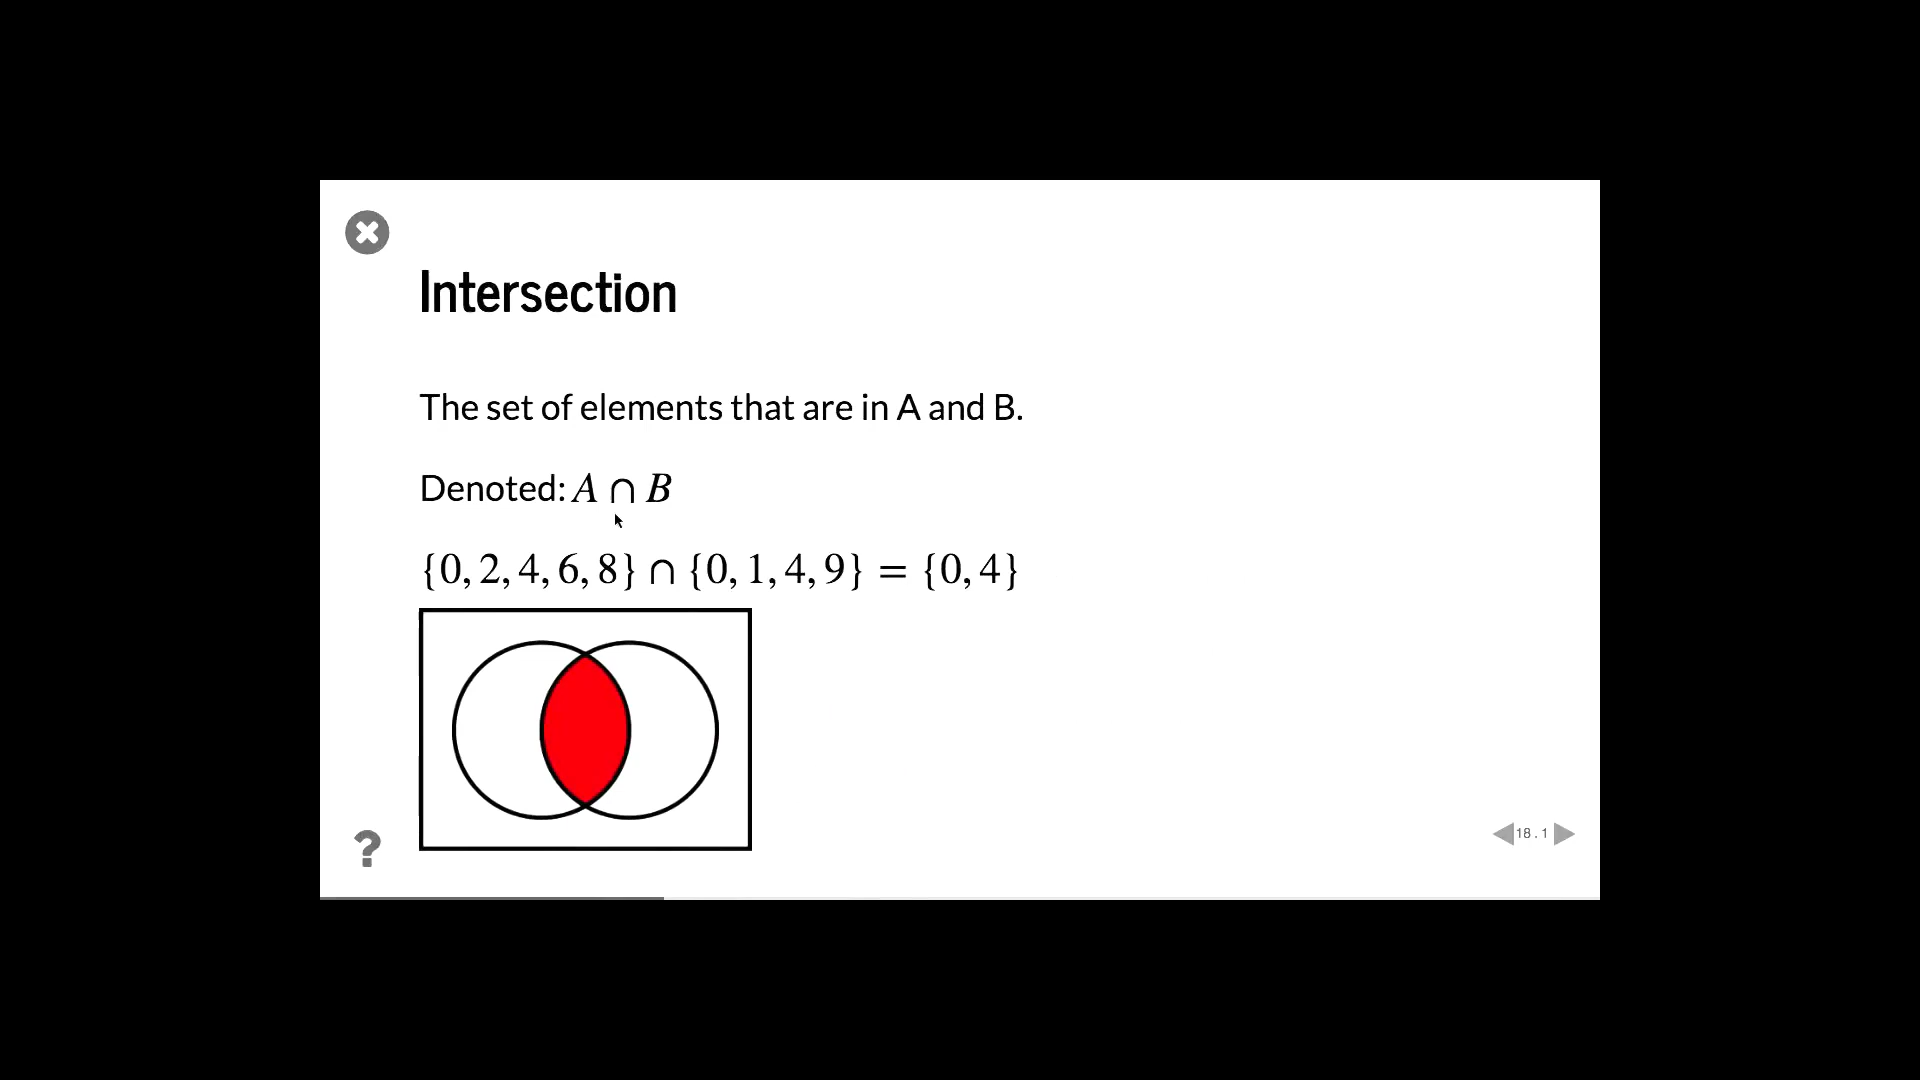 Intersection
The set of elements that are in A and B.
Denoted: A ∩ B
{0, 2, 4, 6, 8} ∩ {0, 1, 4, 9} = {0, 4}
?
18 . 1